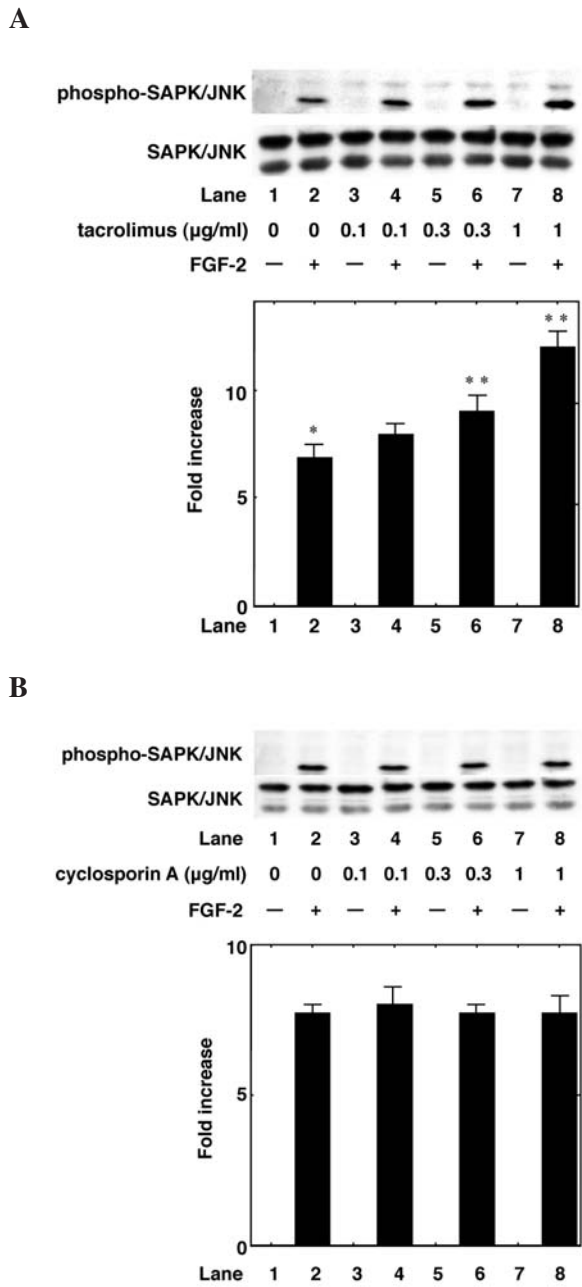 A
phospho-SAPK/JNK
SAPK/JNK
Lane 1 2 3 4 5 6 7 8
tacrolimus (µg/ml) 0 0 0.1 0.1 0.3 0.3 1 1
FGF-2 — + — + — + — +
Fold increase
10
5
0
* ** **
Lane 1 2 3 4 5 6 7 8
B
phospho-SAPK/JNK
SAPK/JNK
Lane 1 2 3 4 5 6 7 8
cyclosporin A (µg/ml) 0 0 0.1 0.1 0.3 0.3 1 1
FGF-2 — + — + — + — +
Fold increase
10
5
0
Lane 1 2 3 4 5 6 7 8